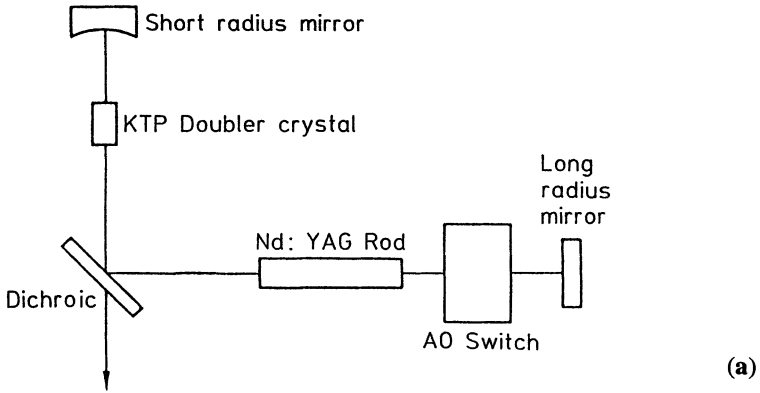 Short radius mirror
KTP Doubler crystal
Long
radius
mirror
Nd: YAG Rod
Dichroic
AO Switch
(a)